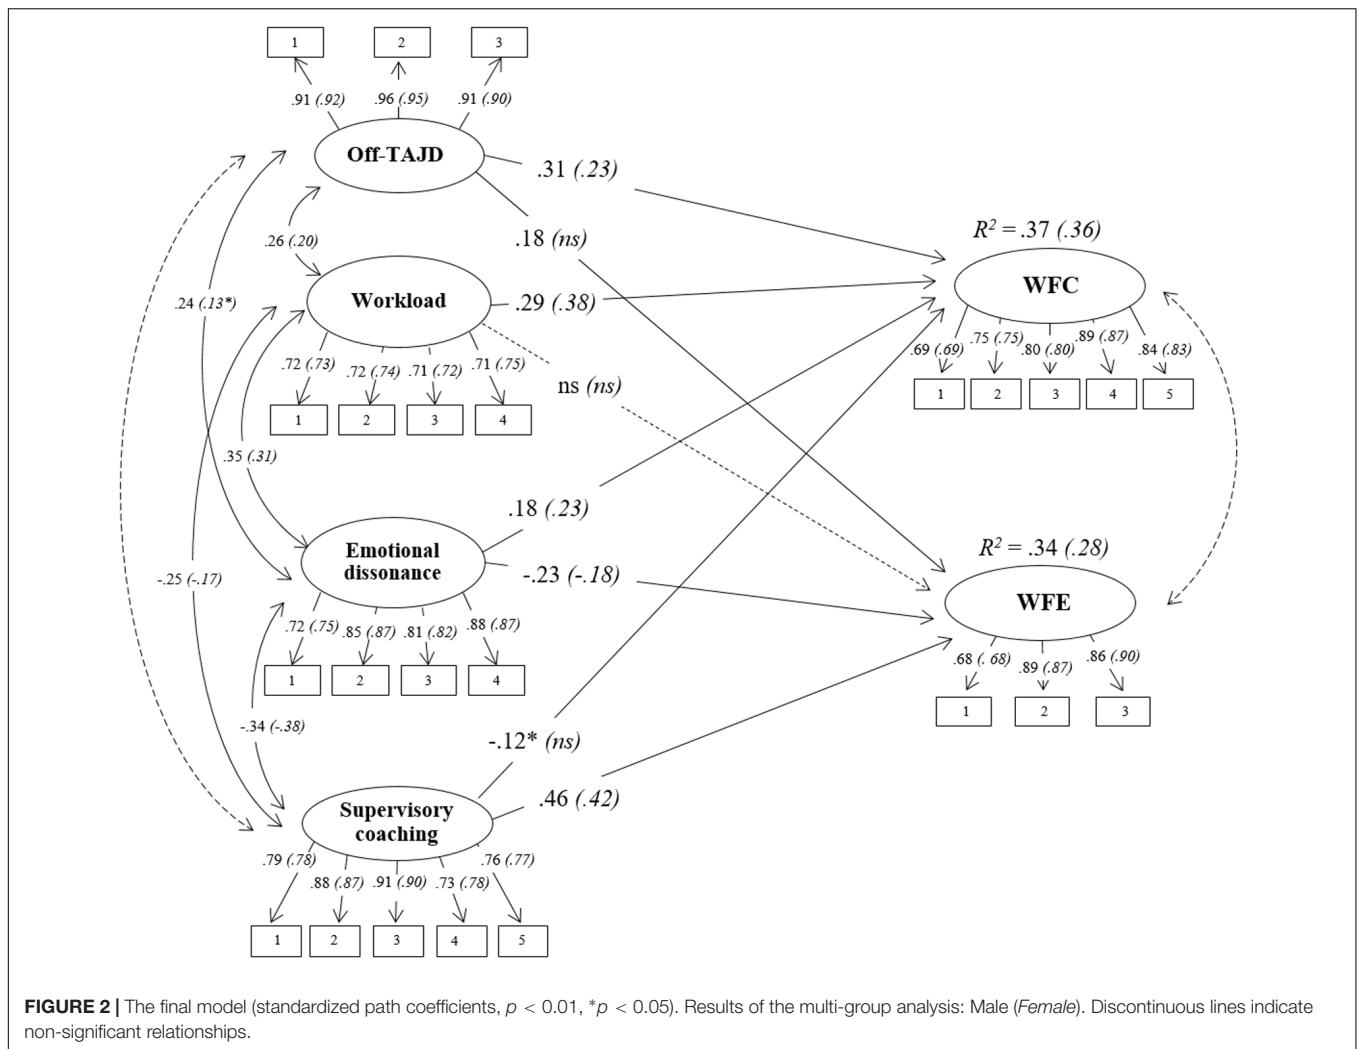 1 2 3
.91 (.92) .96 (.95) .91 (.90)
Off-TAJD
.31 (.23)
.18 (ns)
.26 (.20)
.24 (.13*)
Workload
.29 (.38)
.72 (.73) .72 (.74) .71 (.72) .71 (.75)
1 2 3 4
ns (ns)
R² = .37 (.36)
WFC
.69 (.69) .75 (.75) .80 (.80) .89 (.87) .84 (.83)
1 2 3 4 5
.35 (.31)
.18 (.23)
Emotional
dissonance
-.23 (-.18)
-.25 (-.17)
.72 (.75) .85 (.87) .81 (.82) .88 (.87)
1 2 3 4
R² = .34 (.28)
WFE
.68 (. 68) .89 (.87) .86 (.90)
1 2 3
-.34 (-.38)
-.12* (ns)
.46 (.42)
Supervisory
coaching
.79 (.78) .88 (.87) .91 (.90) .73 (.78) .76 (.77)
1 2 3 4 5
FIGURE 2 | The final model (standardized path coefficients, p < 0.01, *p < 0.05). Results of the multi-group analysis: Male (Female). Discontinuous lines indicate
non-significant relationships.